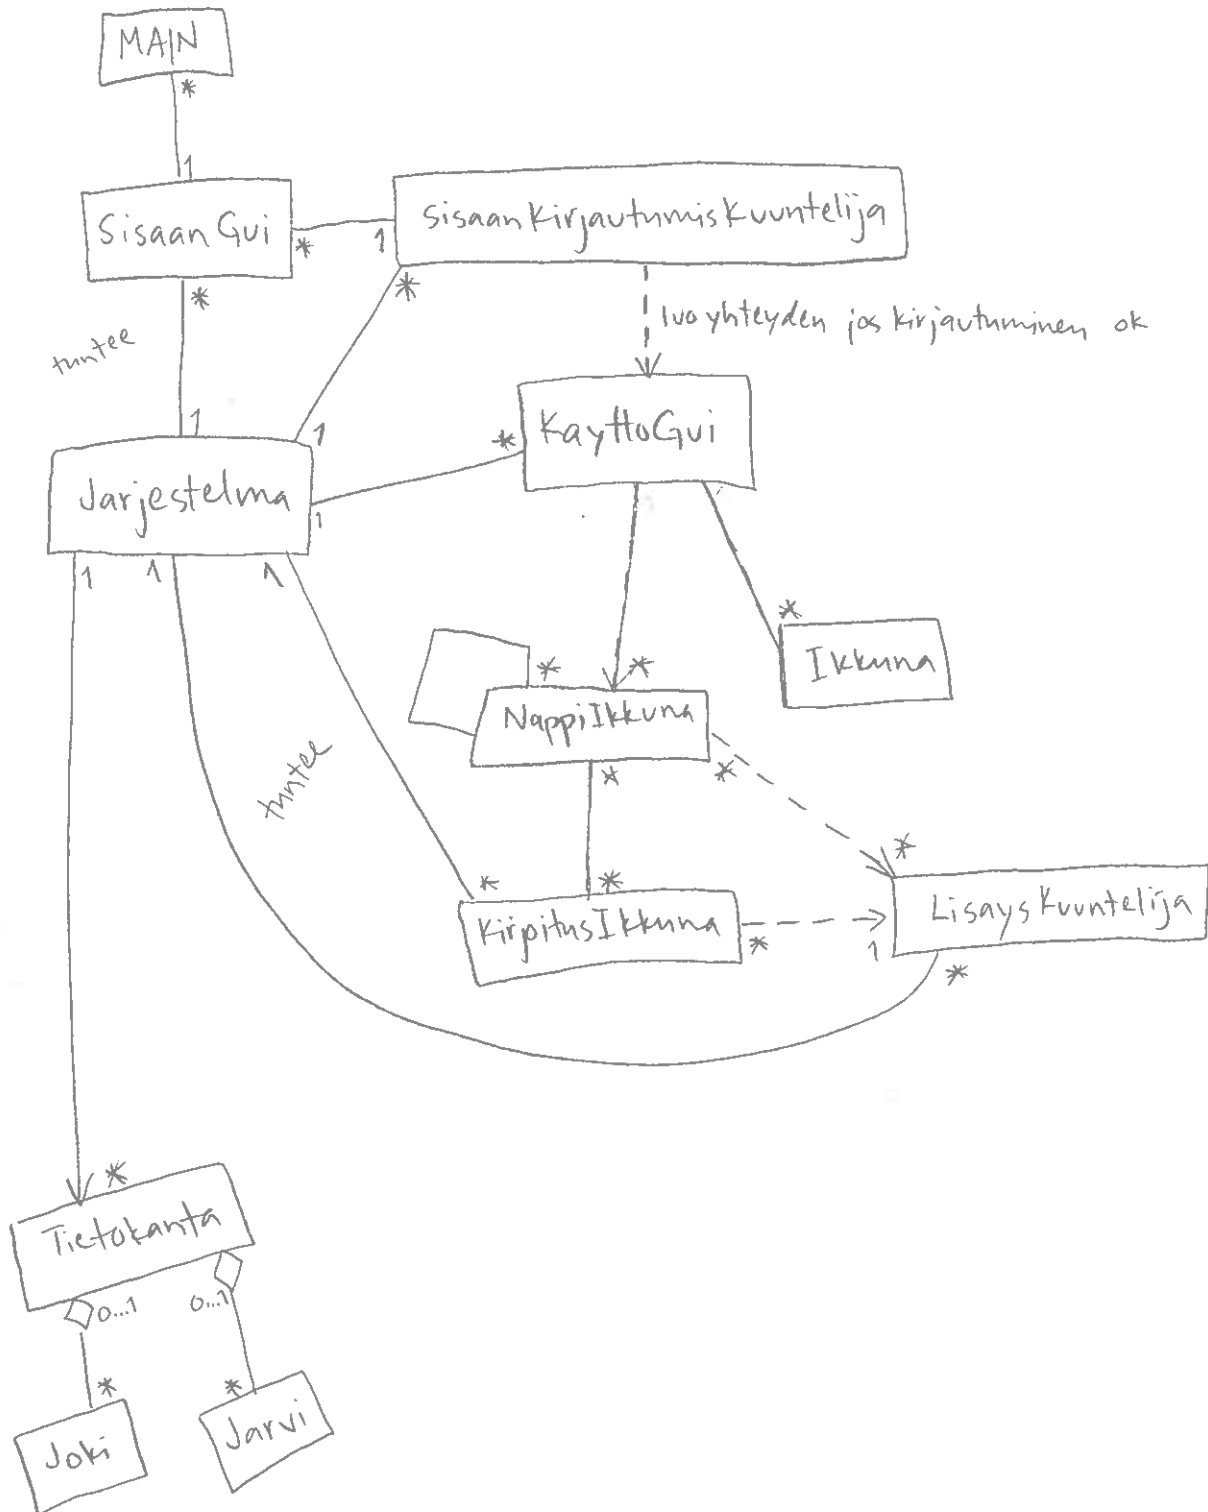 MAIN
*
1
SisaanGui
*
1
SisaanKirjautumisKuuntelija
*
*
luo yhteyden jos kirjautuminen ok
tuntee
1
1
*
KayttoGui
Jarjestelma
1
1
1
1
*
Ikkuna
*
*
NappiIkkuna
*
*
tuntee
*
*
*
KirpitusIkkuna
*
1
LisaysKuuntelija
*
*
Tietokanta
0...1
0...1
*
*
Joki
Jarvi